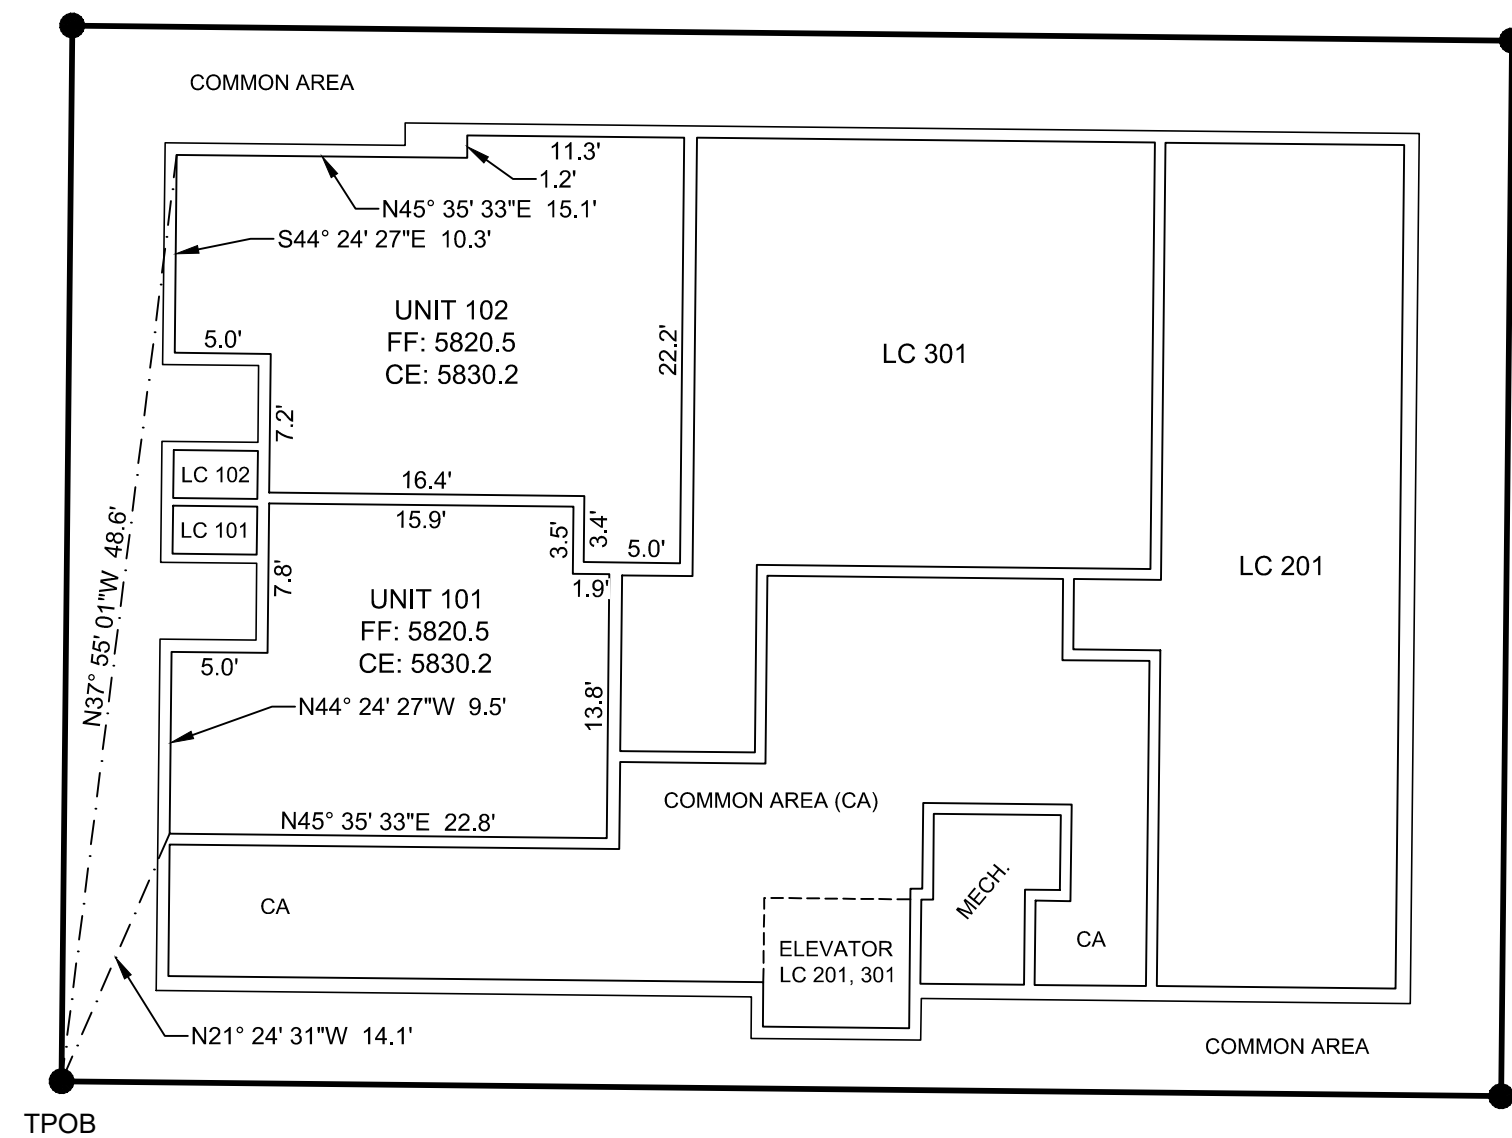 COMMON AREA
11.3'
1.2'
N45° 35' 33"E 15.1'
S44° 24' 27"E 10.3'
UNIT 102
FF: 5820.5
CE: 5830.2
5.0'
22.2'
LC 301
7.2'
LC 102
16.4'
LC 101
15.9'
3.5'
3.4'
5.0'
1.9'
LC 201
N37° 55' 01"W 48.6'
7.8'
UNIT 101
FF: 5820.5
CE: 5830.2
5.0'
N44° 24' 27"W 9.5'
13.8'
N45° 35' 33"E 22.8'
COMMON AREA (CA)
MECH.
CA
CA
ELEVATOR
LC 201, 301
N21° 24' 31"W 14.1'
COMMON AREA
TPOB